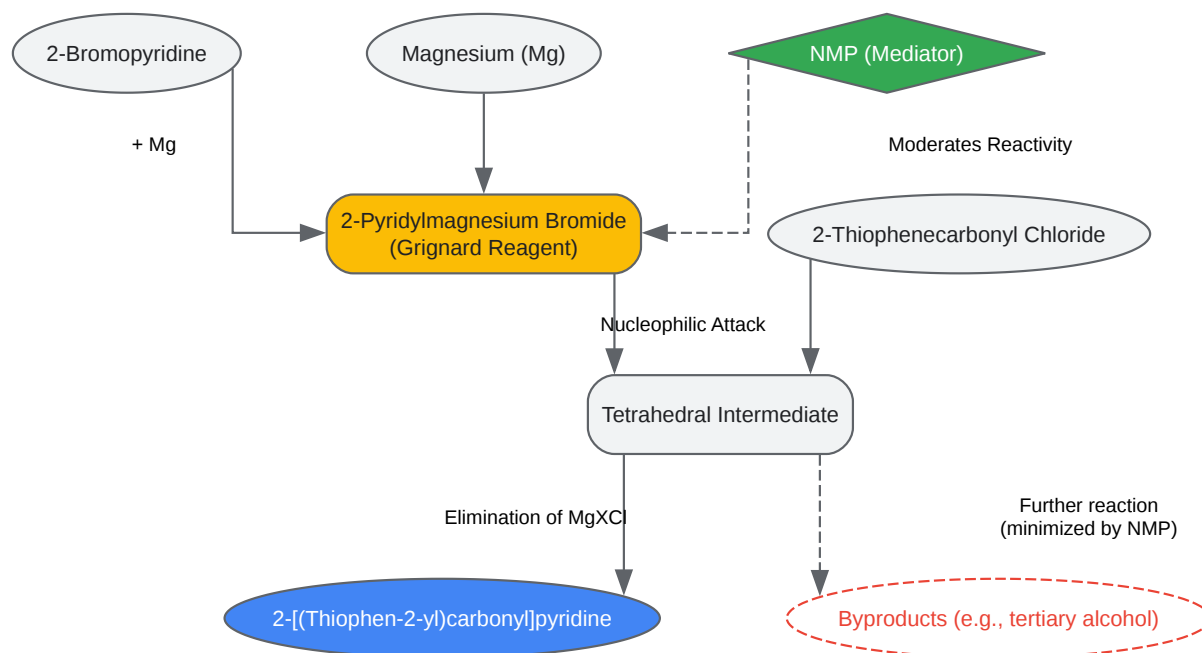 2-Bromopyridine
Magnesium (Mg)
NMP (Mediator)
+ Mg
Moderates Reactivity
2-Pyridylmagnesium Bromide
(Grignard Reagent)
2-Thiophenecarbonyl Chloride
Nucleophilic Attack
Tetrahedral Intermediate
Elimination of MgXCl
Further reaction
(minimized by NMP)
2-[(Thiophen-2-yl)carbonyl]pyridine
Byproducts (e.g., tertiary alcohol)